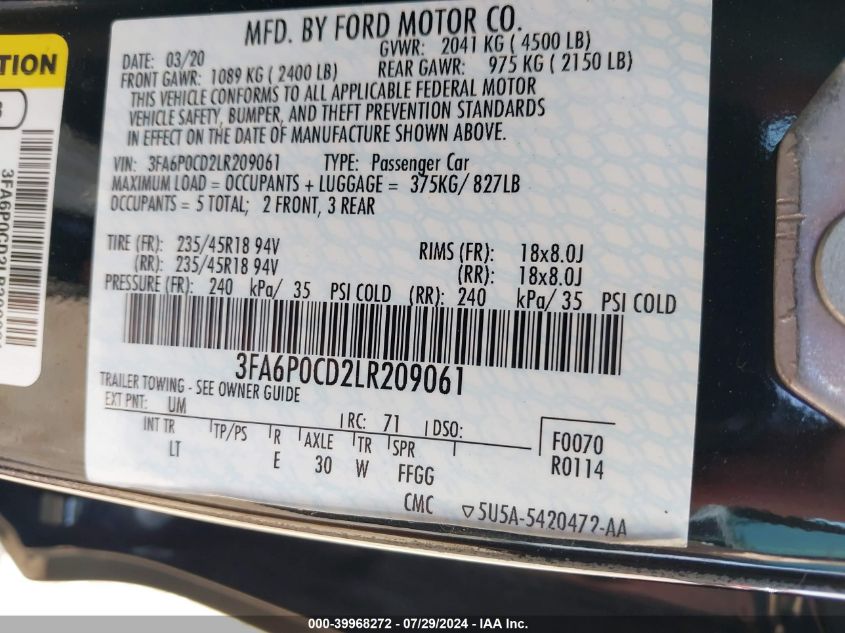 MFD. BY FORD MOTOR CO.
DATE: 03/20 GVWR: 2041 KG ( 4500 LB)
FRONT GAWR: 1089 KG ( 2400 LB) REAR GAWR: 975 KG ( 2150 LB)
THIS VEHICLE CONFORMS TO ALL APPLICABLE FEDERAL MOTOR
VEHICLE SAFETY, BUMPER, AND THEFT PREVENTION STANDARDS
IN EFFECT ON THE DATE OF MANUFACTURE SHOWN ABOVE.
VIN: 3FA6P0CD2LR209061 TYPE: Passenger Car
MAXIMUM LOAD = OCCUPANTS + LUGGAGE = 375KG/ 827LB
OCCUPANTS = 5 TOTAL; 2 FRONT, 3 REAR
TIRE (FR): 235/45R18 94V RIMS (FR): 18x8.0J
(RR): 235/45R18 94V (RR): 18x8.0J
PRESSURE (FR): 240 kPa/ 35 PSI COLD (RR): 240 kPa/ 35 PSI COLD
3FA6P0CD2LR209061
TRAILER TOWING - SEE OWNER GUIDE
EXT PNT: UM RC: 71 DSO:
INT TR TP/PS R AXLE TR SPR F0070
LT E 30 W FFGG R0114
CMC ▽5U5A-5420472-AA
000-39968272 / 07/29/2024 - IAA Inc.